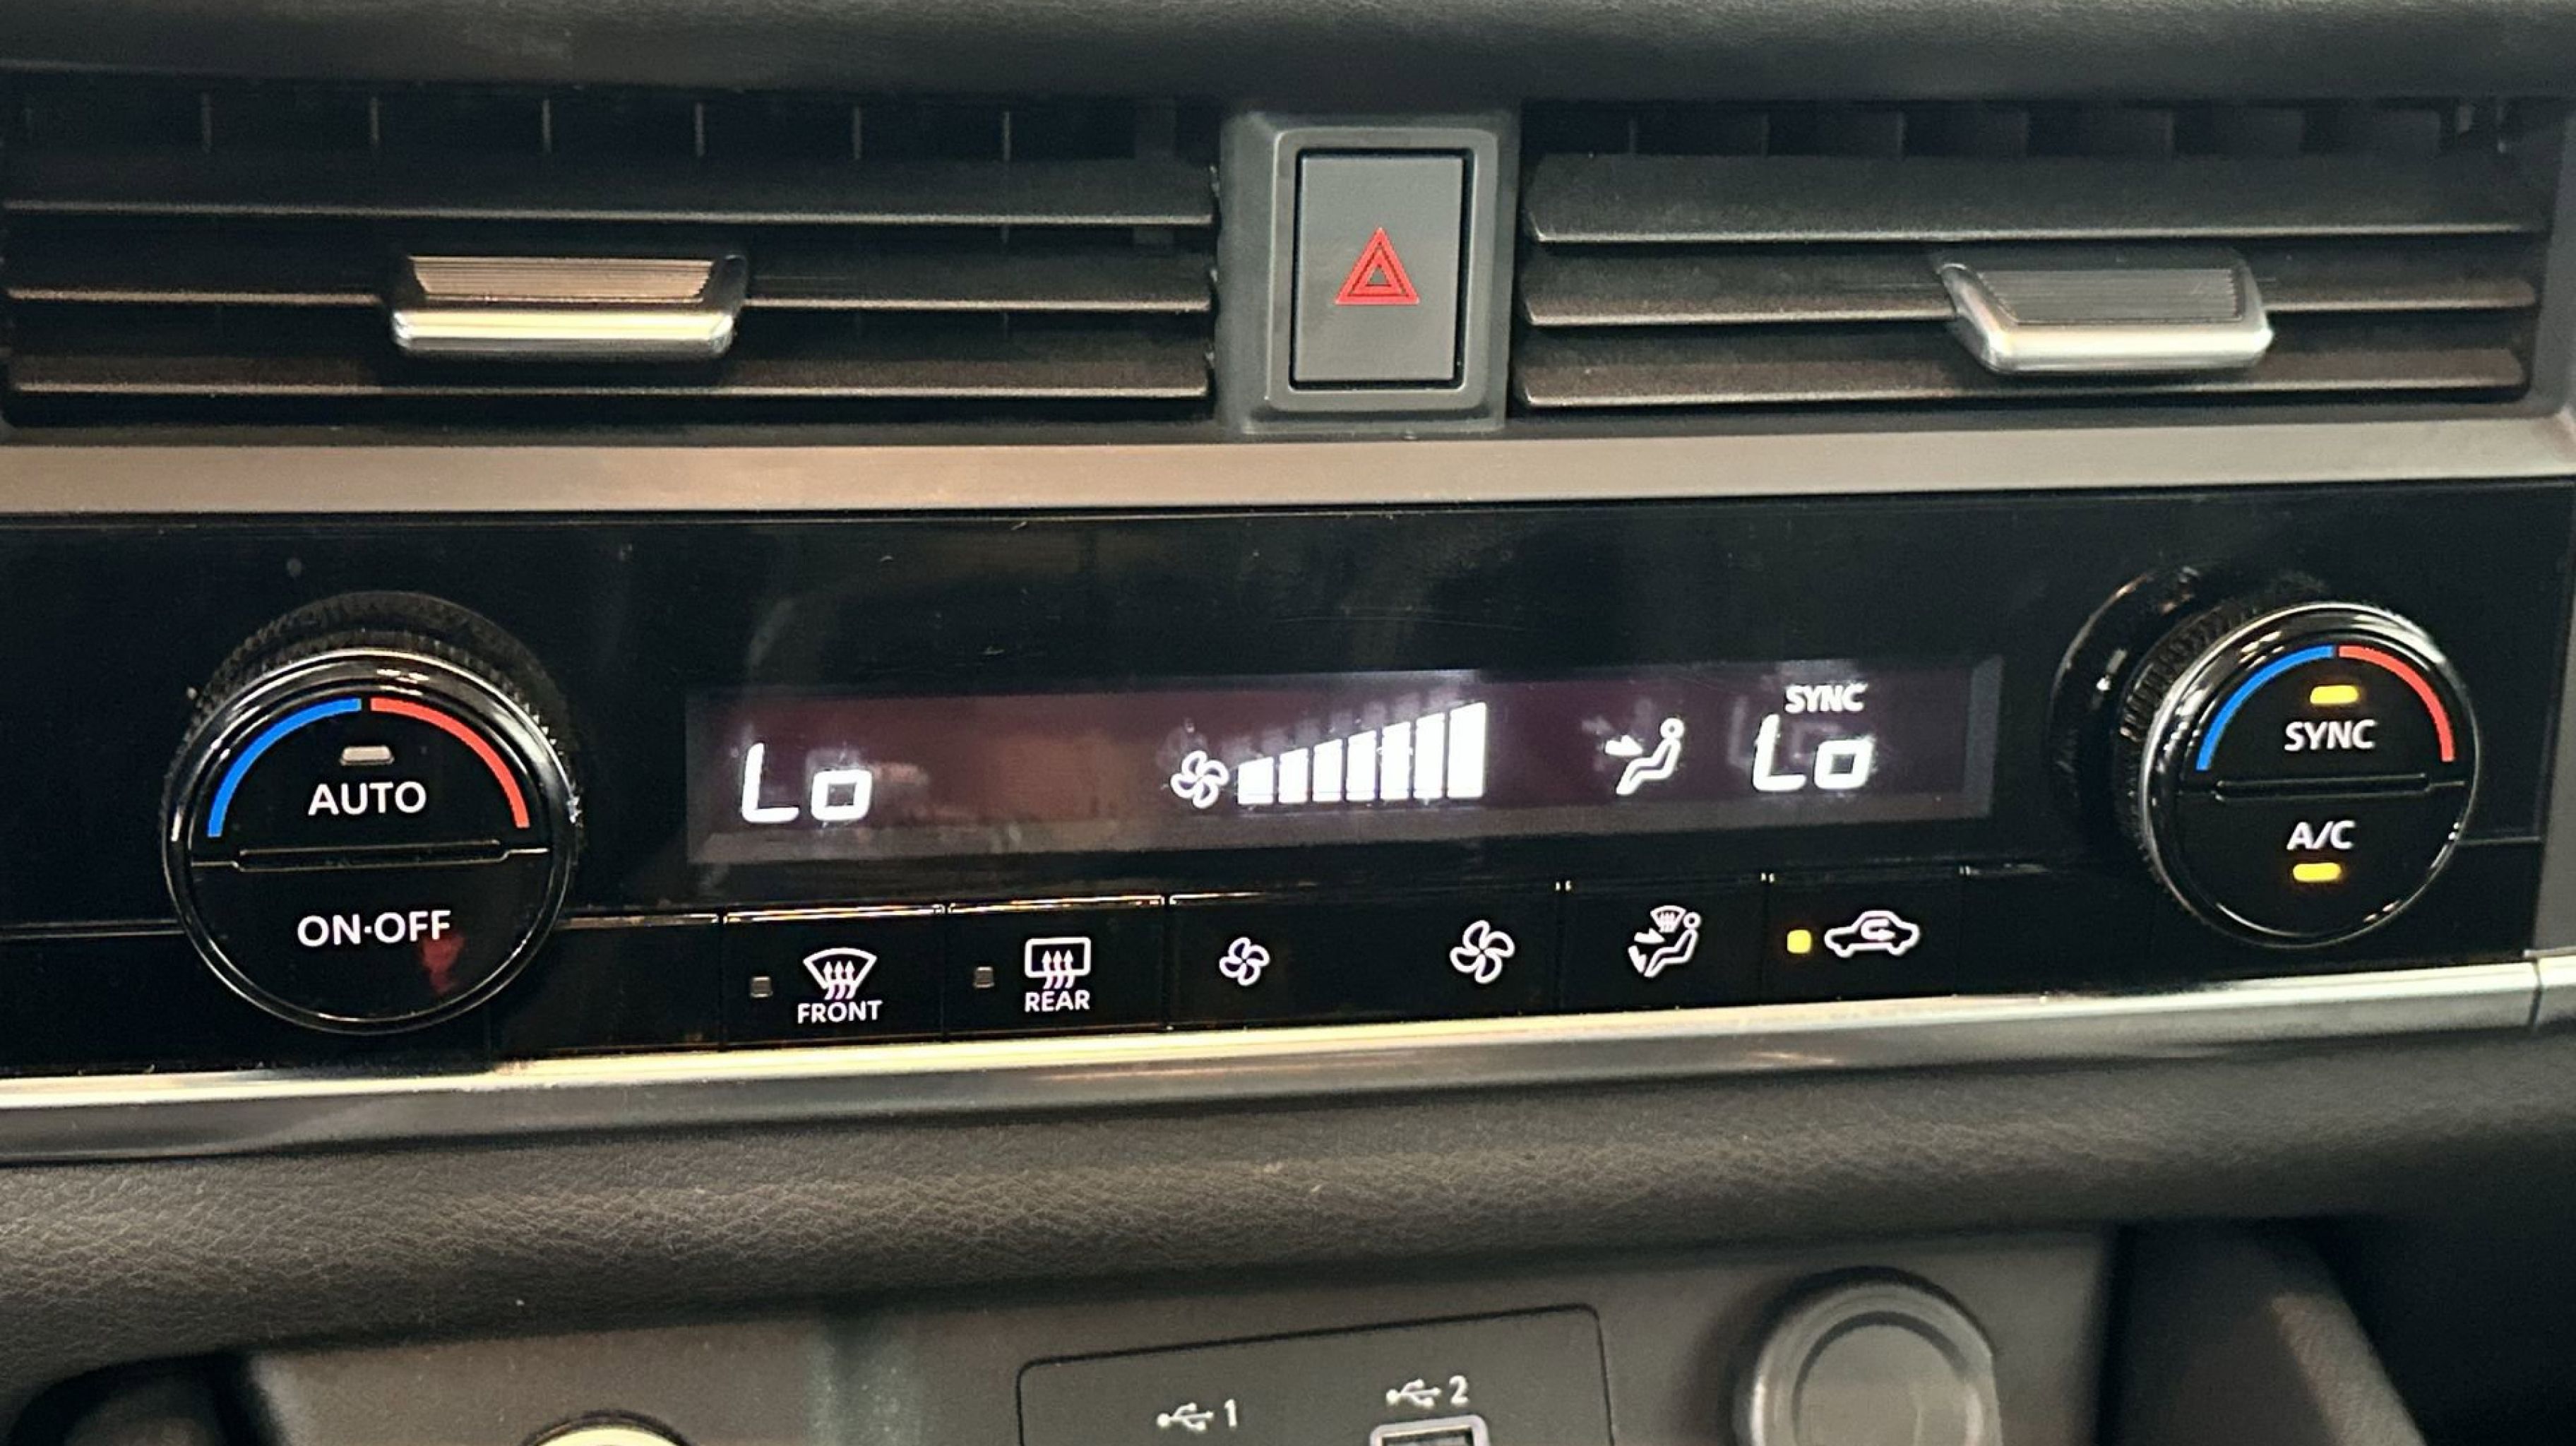 SYNC
Lo
Lo
AUTO
ON·OFF
SYNC
A/C
FRONT
REAR
1
2